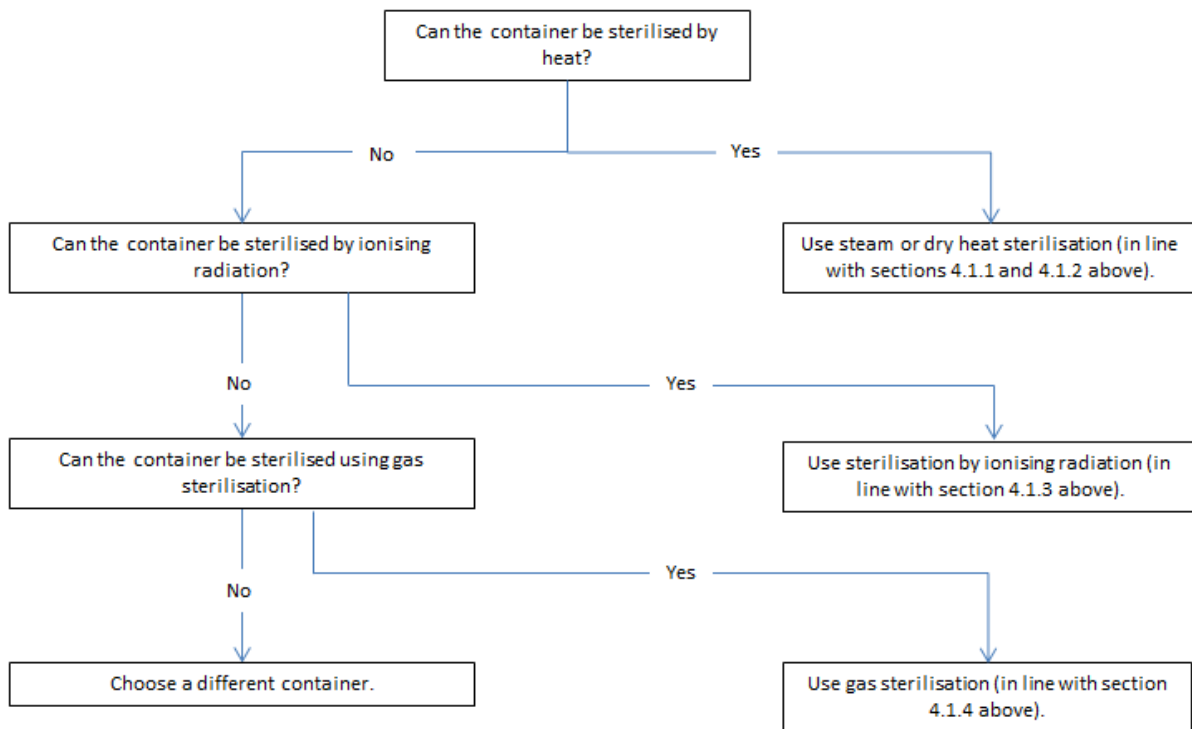 Can the container be sterilised by
heat?
No
Yes
Can the container be sterilised by ionising
radiation?
Use steam or dry heat sterilisation (in line
with sections 4.1.1 and 4.1.2 above).
No
Yes
Can the container be sterilised using gas
sterilisation?
Use sterilisation by ionising radiation (in
line with section 4.1.3 above).
No
Yes
Choose a different container.
Use gas sterilisation (in line with section
4.1.4 above).